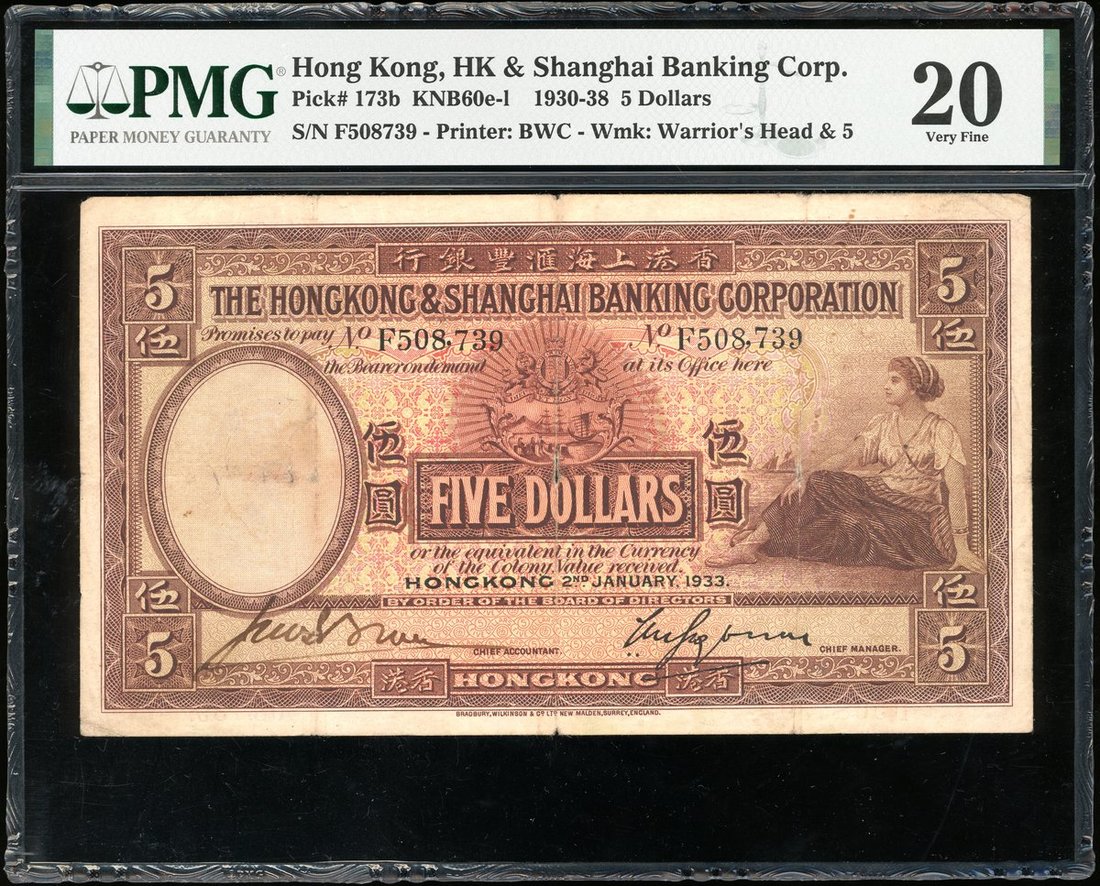 PMG® Hong Kong, HK & Shanghai Banking Corp. 20
PAPER MONEY GUARANTY Pick# 173b KNB60e-l 1930-38 5 Dollars Very Fine
S/N F508739 - Printer: BWC - Wmk: Warrior's Head & 5
行銀豐滙海上港香
5 THE HONGKONG & SHANGHAI BANKING CORPORATION 5
伍 Promises to pay No F508,739 No F508,739 伍
the Bearer on demand at its Office here
伍圓 伍圓
FIVE DOLLARS
or the equivalent in the Currency
of the Colony Value received.
HONGKONG 2ND JANUARY 1933.
伍 BY ORDER OF THE BOARD OF DIRECTORS 伍
5 CHIEF ACCOUNTANT. CHIEF MANAGER. 5
港香 HONGKONG 港香
BRADBURY, WILKINSON & Co LTD NEW MALDEN, SURREY, ENGLAND.